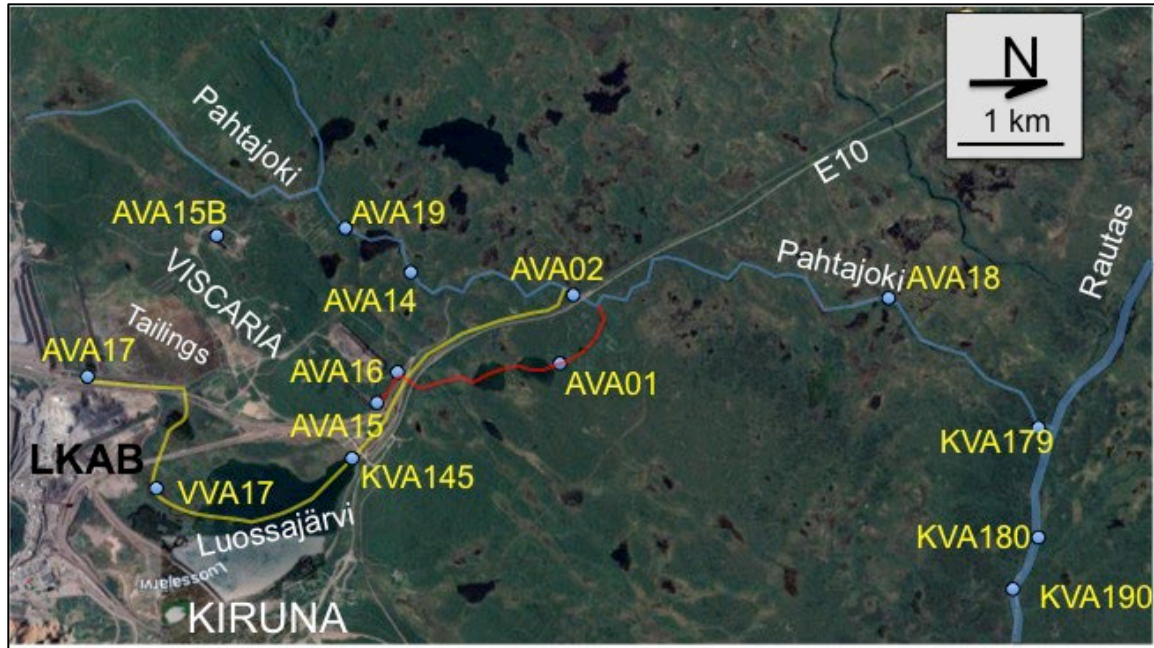 N
1 km
Pahtajoki
E10
AVA15B
AVA19
Rautas
VISCARIA
AVA14
AVA02
Pahtajoki
AVA18
Tailings
AVA17
AVA16
AVA01
AVA15
KVA179
LKAB
KVA145
VVA17
Luossajärvi
KVA180
Luossajärvi
KIRUNA
KVA190